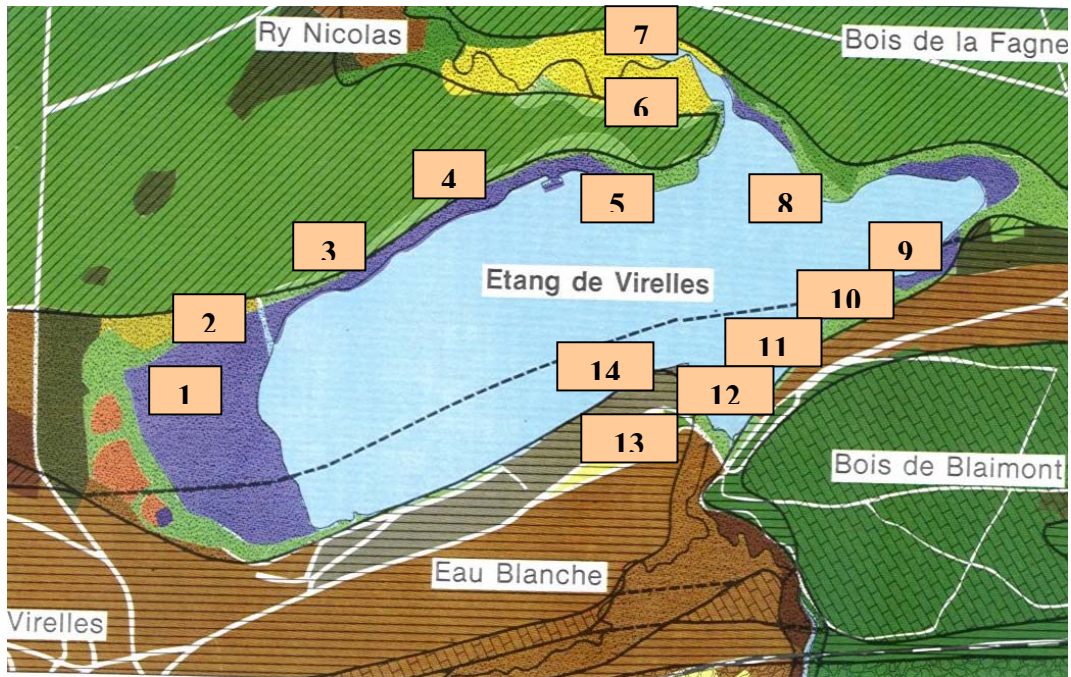 Ry Nicolas
7
Bois de la Fagne
6
4
5
8
3
9
Etang de Virelles
10
2
11
14
1
12
13
Bois de Blaimont
Eau Blanche
Virelles